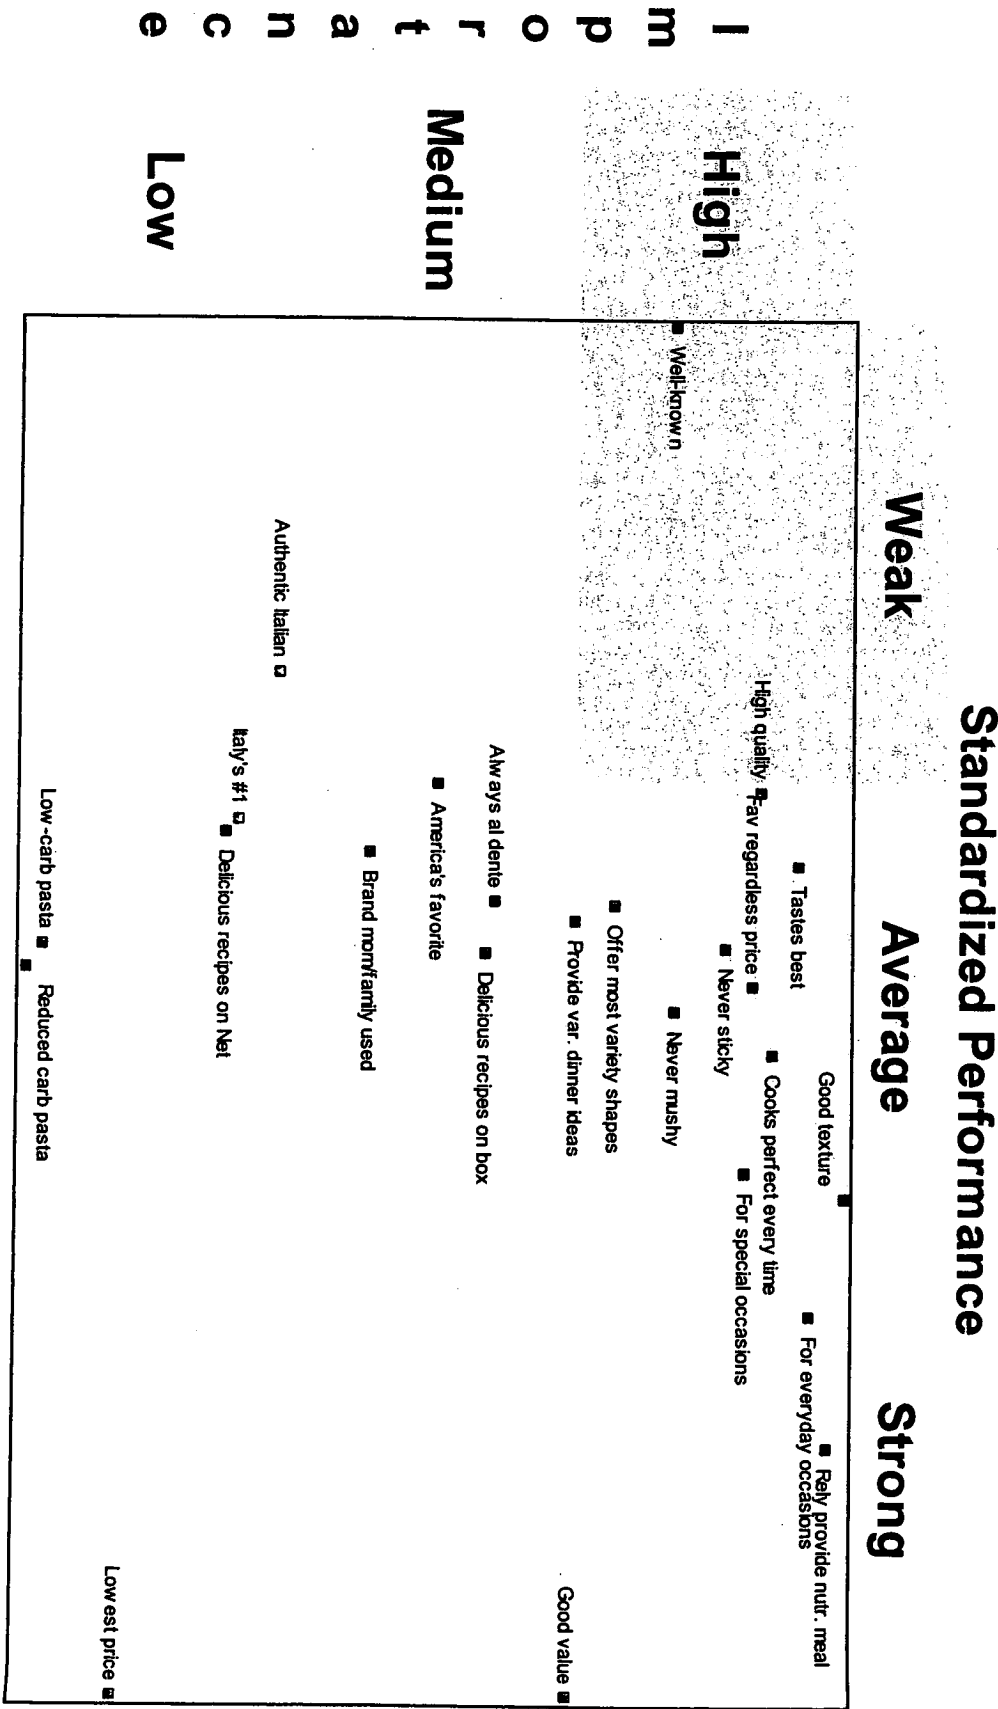 Standardized Performance
Weak
Average
Strong
Importance
High
Medium
Low
Good texture
Rely provide nutr. meal
For everyday occasions
Tastes best
Cooks perfect every time
High quality
Fav regardless price
For special occasions
Never sticky
Well-known
Never mushy
Offer most variety shapes
Provide var. dinner ideas
Good value
Always al dente
Delicious recipes on box
America's favorite
Brand mom/family used
Authentic Italian
Italy's #1
Delicious recipes on Net
Lowest price
Low-carb pasta
Reduced carb pasta